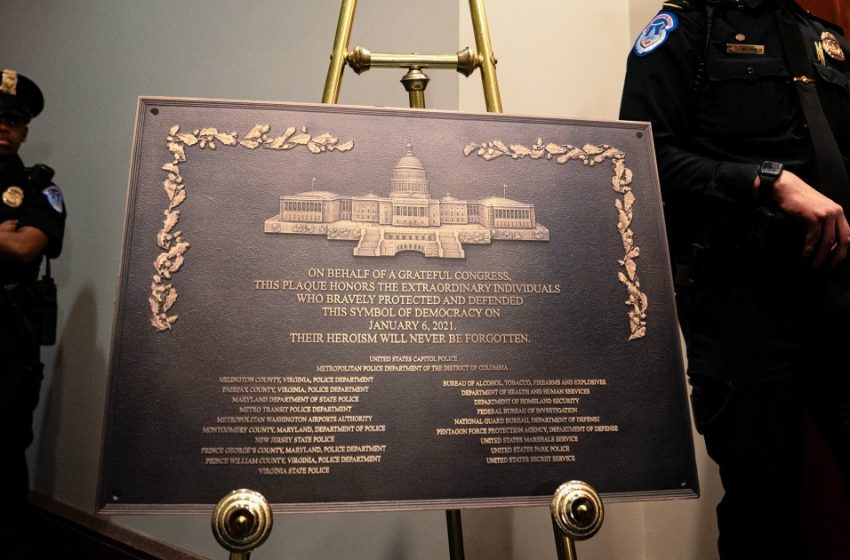 ON BEHALF OF A GRATEFUL CONGRESS,
THIS PLAQUE HONORS THE EXTRAORDINARY INDIVIDUALS
WHO BRAVELY PROTECTED AND DEFENDED
THIS SYMBOL OF DEMOCRACY ON
JANUARY 6, 2021.
THEIR HEROISM WILL NEVER BE FORGOTTEN.
UNITED STATES CAPITOL POLICE
METROPOLITAN POLICE DEPARTMENT OF THE DISTRICT OF COLUMBIA
ARLINGTON COUNTY, VIRGINIA, POLICE DEPARTMENT
FAIRFAX COUNTY, VIRGINIA, POLICE DEPARTMENT
MARYLAND DEPARTMENT OF STATE POLICE
METRO TRANSIT POLICE DEPARTMENT
METROPOLITAN WASHINGTON AIRPORTS AUTHORITY
MONTGOMERY COUNTY, MARYLAND, DEPARTMENT OF POLICE
NEW JERSEY STATE POLICE
PRINCE GEORGE'S COUNTY, MARYLAND, POLICE DEPARTMENT
PRINCE WILLIAM COUNTY, VIRGINIA, POLICE DEPARTMENT
VIRGINIA STATE POLICE
BUREAU OF ALCOHOL, TOBACCO, FIREARMS AND EXPLOSIVES
DEPARTMENT OF HEALTH AND HUMAN SERVICES
DEPARTMENT OF HOMELAND SECURITY
FEDERAL BUREAU OF INVESTIGATION
NATIONAL GUARD BUREAU, DEPARTMENT OF DEFENSE
PENTAGON FORCE PROTECTION AGENCY, DEPARTMENT OF DEFENSE
UNITED STATES MARSHALS SERVICE
UNITED STATES PARK POLICE
UNITED STATES SECRET SERVICE